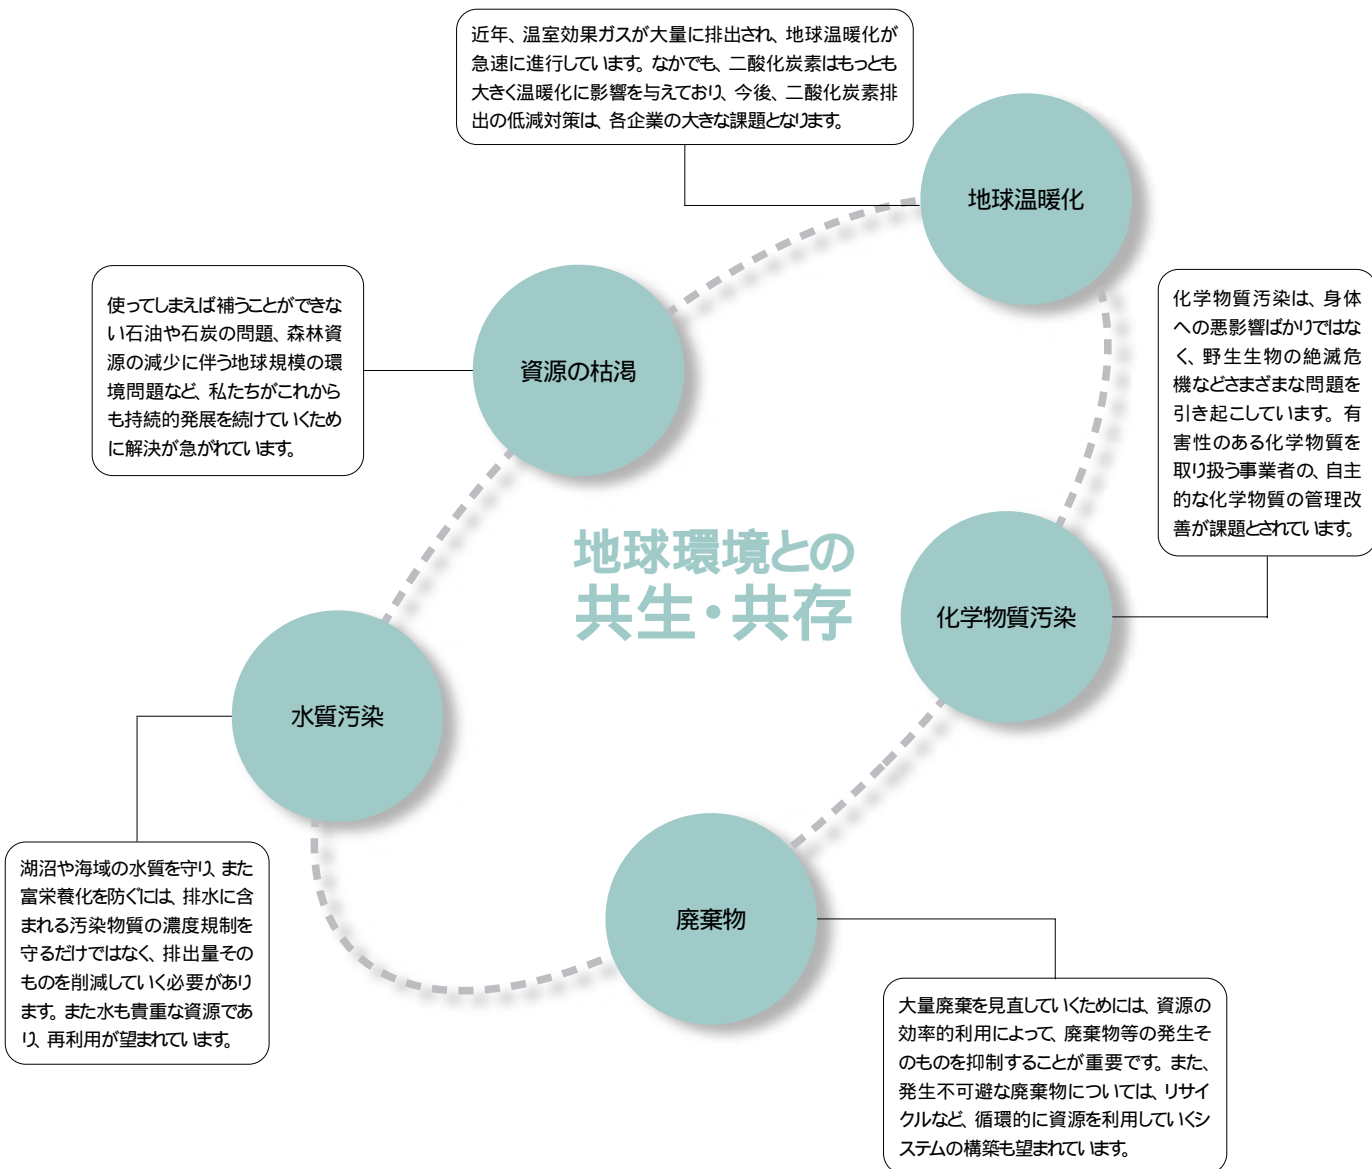 近年、温室効果ガスが大量に排出され、地球温暖化が
急速に進行しています。なかでも、二酸化炭素はもっとも
大きく温暖化に影響を与えており、今後、二酸化炭素排
出の低減対策は、各企業の大きな課題となります。
地球温暖化
使ってしまえば補うことができな
い石油や石炭の問題、森林資
源の減少に伴う地球規模の環
境問題など、私たちがこれから
も持続的発展を続けていくため
に解決が急がれています。
資源の枯渇
化学物質汚染は、身体
への悪影響ばかりではな
く、野生生物の絶滅危
機などさまざまな問題を
引き起こしています。有
害性のある化学物質を
取り扱う事業者の、自主
的な化学物質の管理改
善が課題とされています。
地球環境との
共生・共存
化学物質汚染
水質汚染
湖沼や海域の水質を守り、また
富栄養化を防ぐには、排水に含
まれる汚染物質の濃度規制を
守るだけではなく、排出量その
ものを削減していく必要があり
ます。また水も貴重な資源であ
り、再利用が望まれています。
廃棄物
大量廃棄を見直していくためには、資源の
効率的利用によって、廃棄物等の発生そ
のものを抑制することが重要です。また、
発生不可避な廃棄物については、リサイ
クルなど、循環的に資源を利用していくシ
ステムの構築も望まれています。